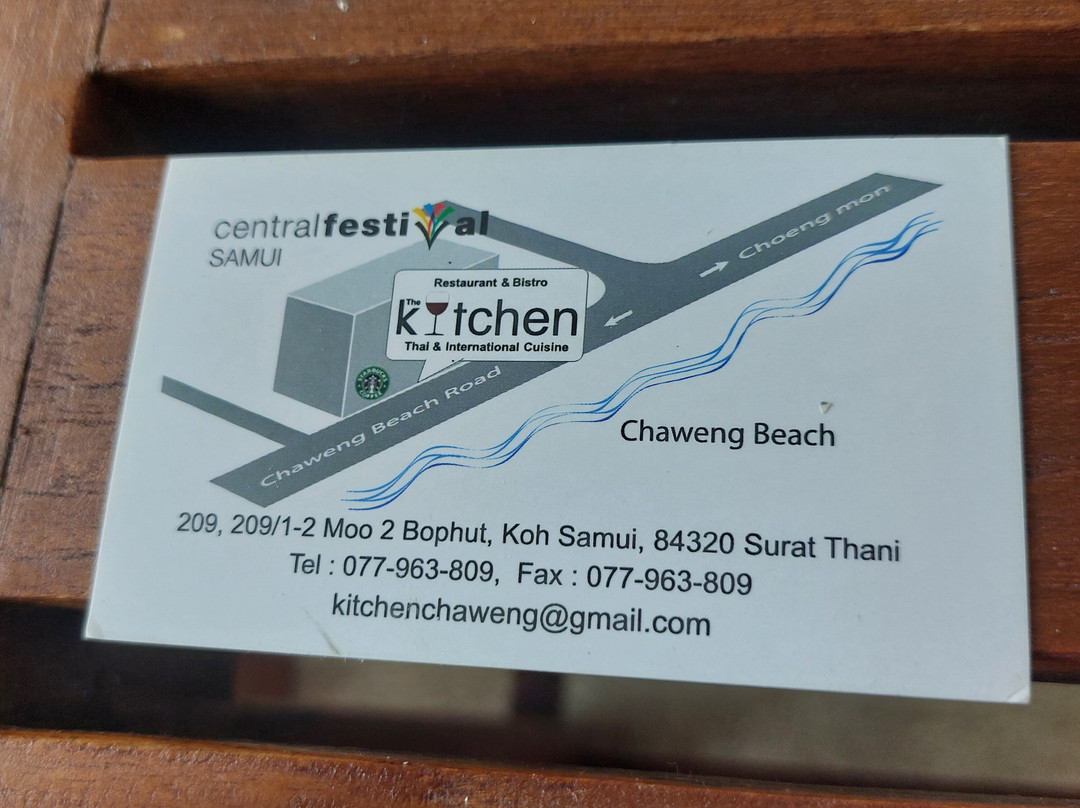 centralfestival
SAMUI
Restaurant & Bistro
The
kitchen
Thai & International Cuisine
STARBUCKS COFFEE
Choeng mon
Chaweng Beach Road
Chaweng Beach
209, 209/1-2 Moo 2 Bophut, Koh Samui, 84320 Surat Thani
Tel : 077-963-809, Fax : 077-963-809
kitchenchaweng@gmail.com